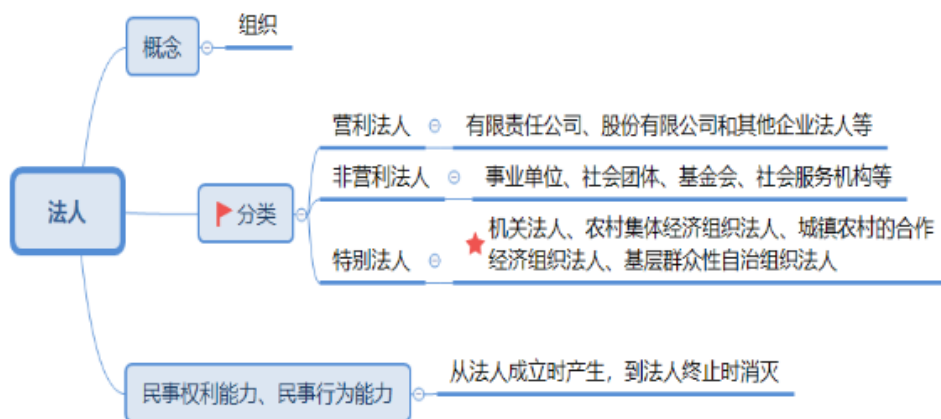 概念
组织
法人
分类
营利法人
有限责任公司、股份有限公司和其他企业法人等
非营利法人
事业单位、社会团体、基金会、社会服务机构等
特别法人
机关法人、农村集体经济组织法人、城镇农村的合作
经济组织法人、基层群众性自治组织法人
民事权利能力、民事行为能力
从法人成立时产生，到法人终止时消灭